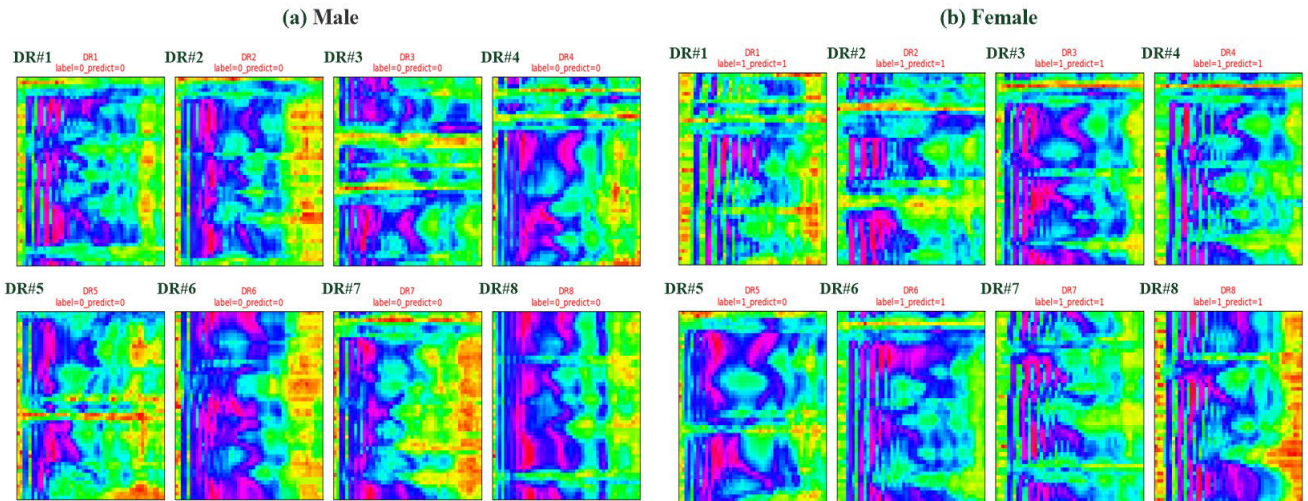 (a) Male
DR#1 DR1 DR#2 DR2 DR#3 DR3 DR#4 DR4
label=0_predict=0 label=0_predict=0 label=0_predict=0 label=0_predict=0
DR#5 DR5 DR#6 DR6 DR#7 DR7 DR#8 DR8
label=0_predict=0 label=0_predict=0 label=0_predict=0 label=0_predict=0
(b) Female
DR#1 DR1 DR#2 DR2 DR#3 DR3 DR#4 DR4
label=1_predict=1 label=1_predict=1 label=1_predict=1 label=1_predict=1
DR#5 DR5 DR#6 DR6 DR#7 DR7 DR#8 DR8
label=1_predict=0 label=1_predict=1 label=1_predict=1 label=1_predict=1